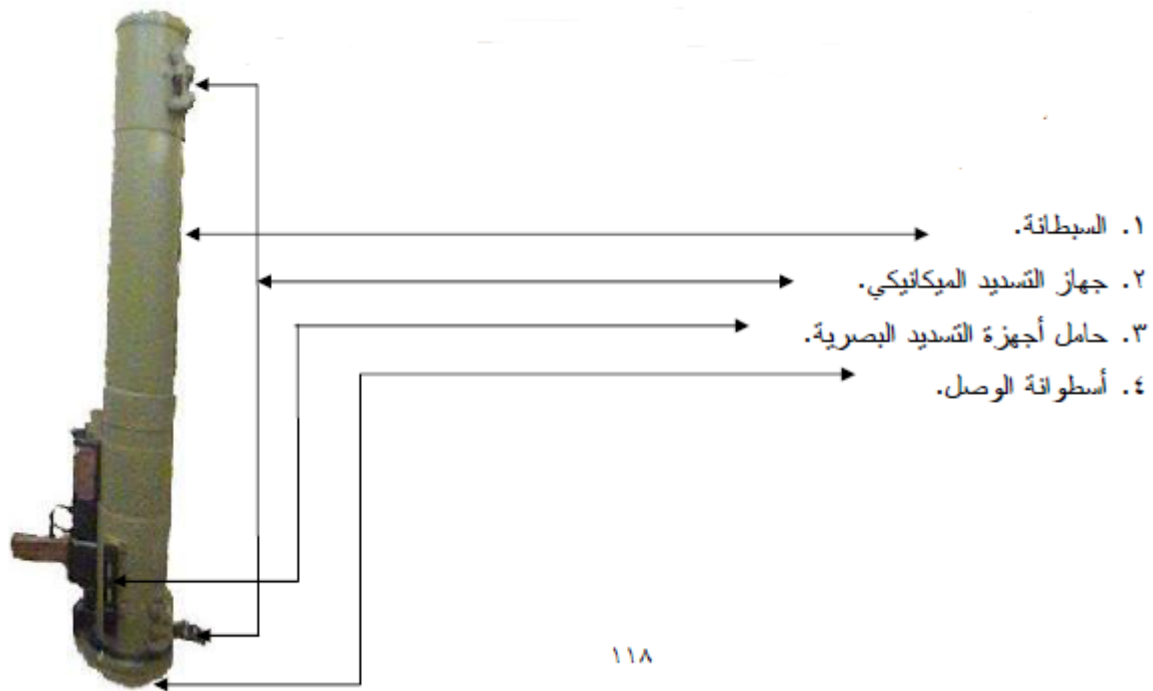 ١. السبطانة.
٢. جهاز التسديد الميكانيكي.
٣. حامل أجهزة التسديد البصرية.
٤. أسطوانة الوصل.
١١٨